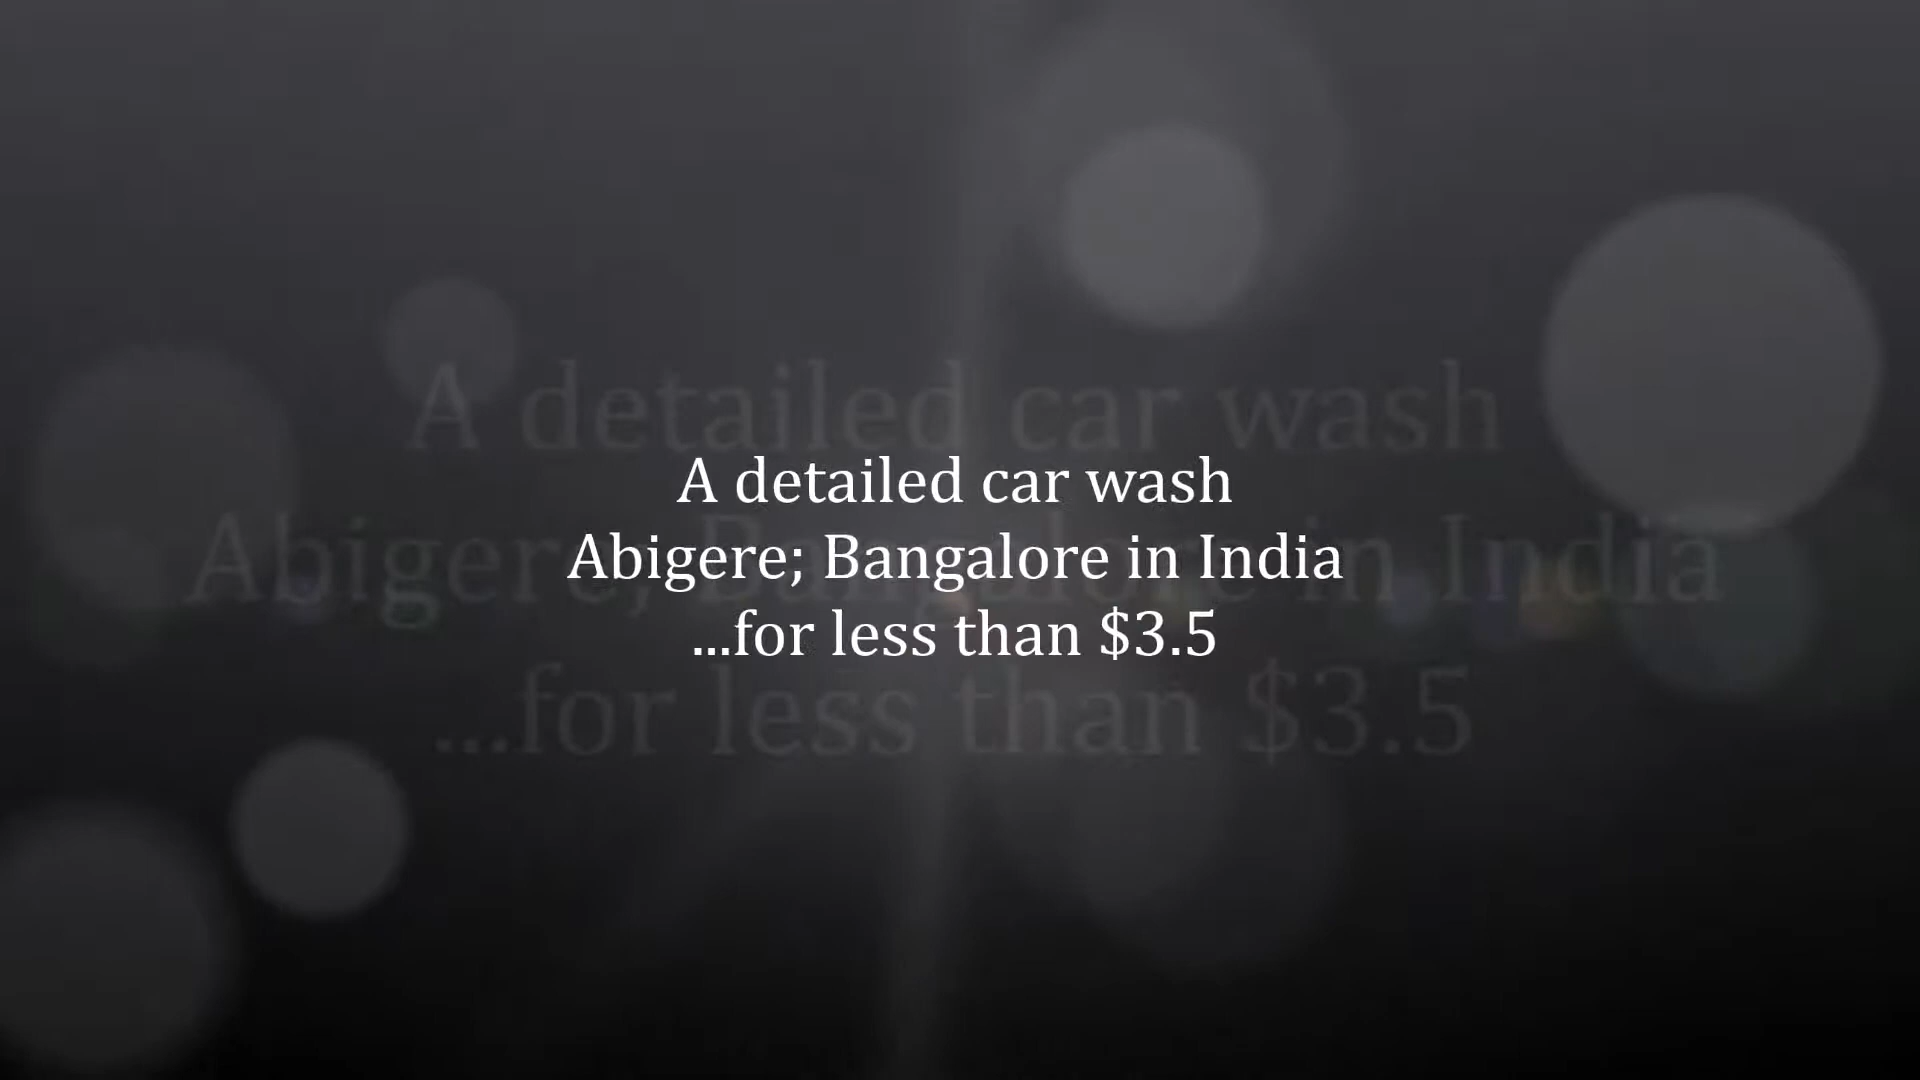 A detailed car wash
Abigere; Bangalore in India
...for less than $3.5